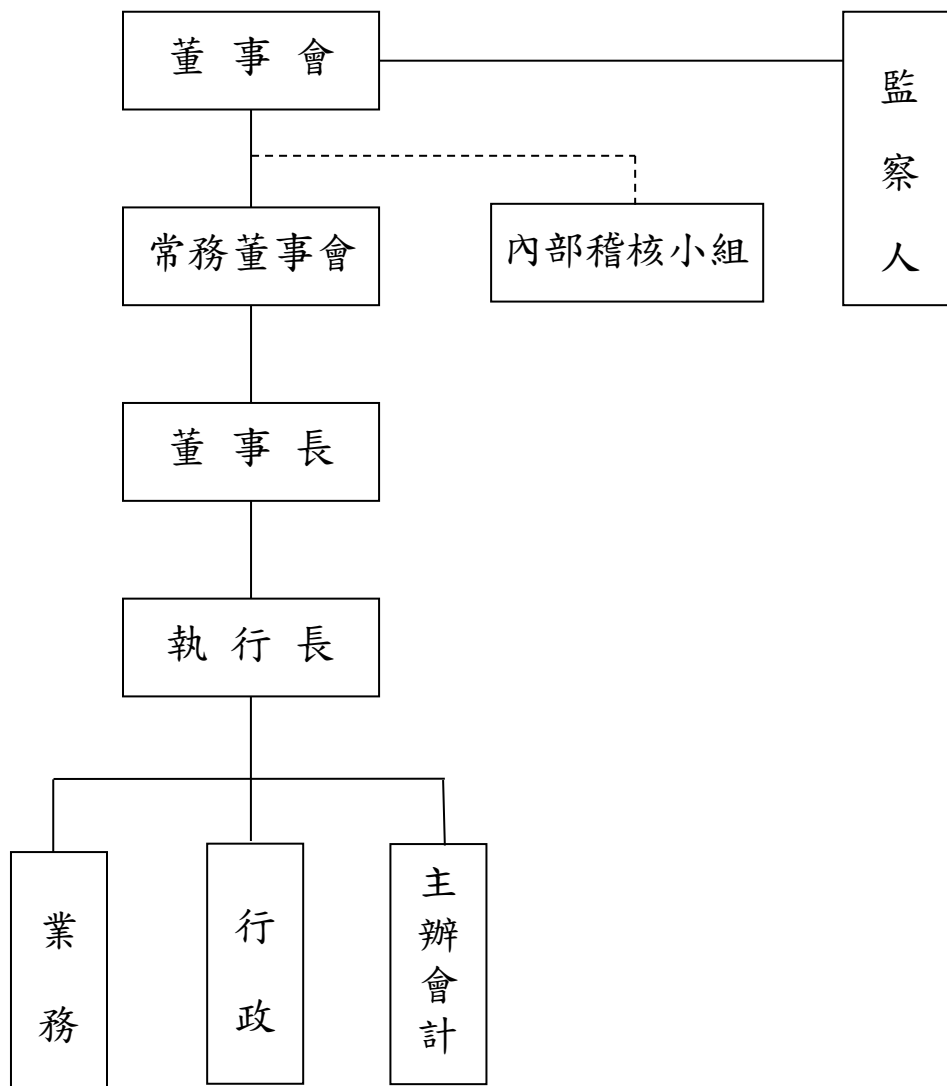 董事會
監察人
常務董事會
內部稽核小組
董事長
執行長
業務
行政
主辦會計